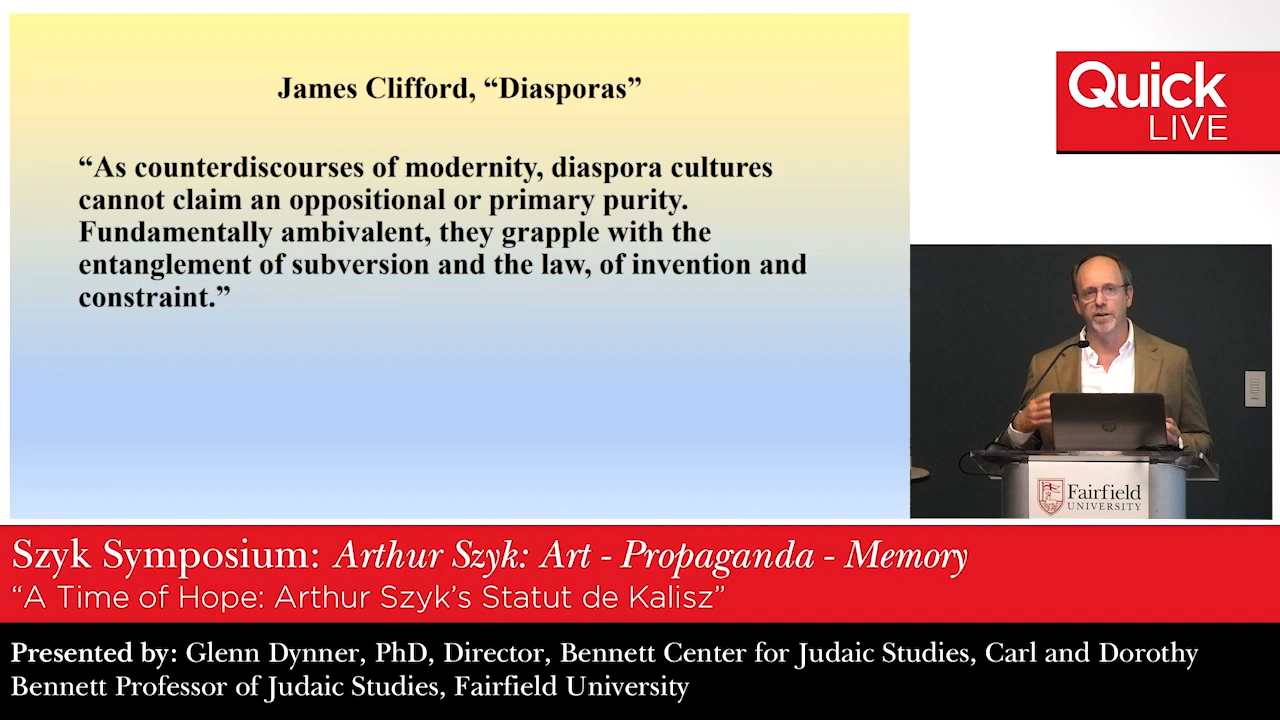 James Clifford, “Diasporas”
“As counterdiscourses of modernity, diaspora cultures
cannot claim an oppositional or primary purity.
Fundamentally ambivalent, they grapple with the
entanglement of subversion and the law, of invention and
constraint.”
Quick
LIVE
Fairfield
UNIVERSITY
Szyk Symposium: Arthur Szyk: Art - Propaganda - Memory
“A Time of Hope: Arthur Szyk’s Statut de Kalisz”
Presented by: Glenn Dynner, PhD, Director, Bennett Center for Judaic Studies, Carl and Dorothy
Bennett Professor of Judaic Studies, Fairfield University